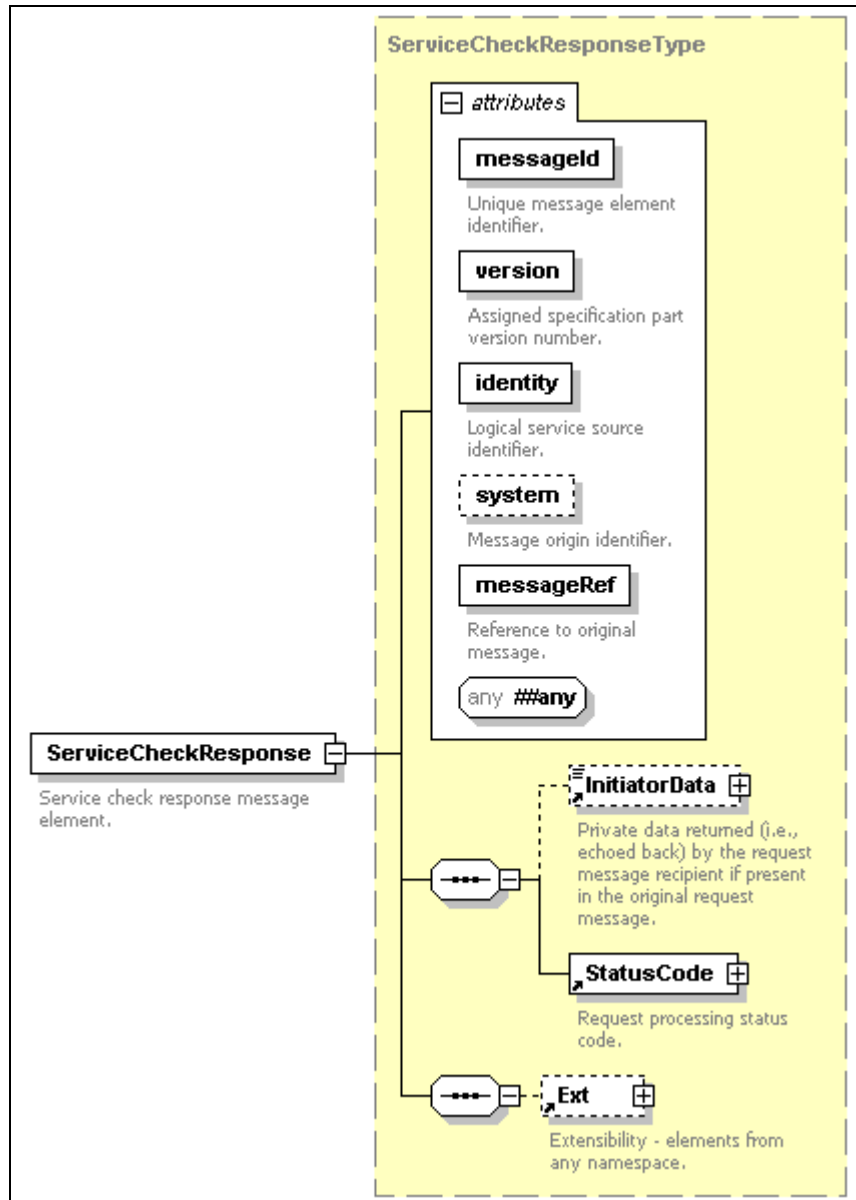 ServiceCheckResponseType
attributes
messageId
Unique message element
identifier.
version
Assigned specification part
version number.
identity
Logical service source
identifier.
system
Message origin identifier.
messageRef
Reference to original
message.
any ##any
ServiceCheckResponse
Service check response message
element.
InitiatorData
Private data returned (i.e.,
echoed back) by the request
message recipient if present
in the original request
message.
StatusCode
Request processing status
code.
Ext
Extensibility - elements from
any namespace.